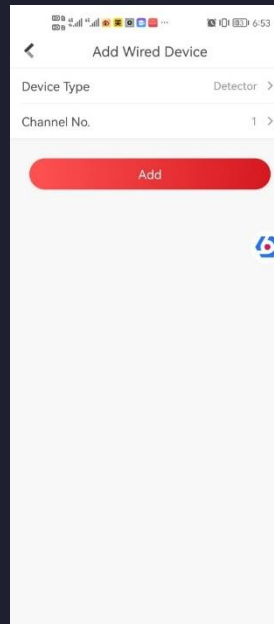 6:53
Add Wired Device
Device Type Detector
Channel No. 1
Add